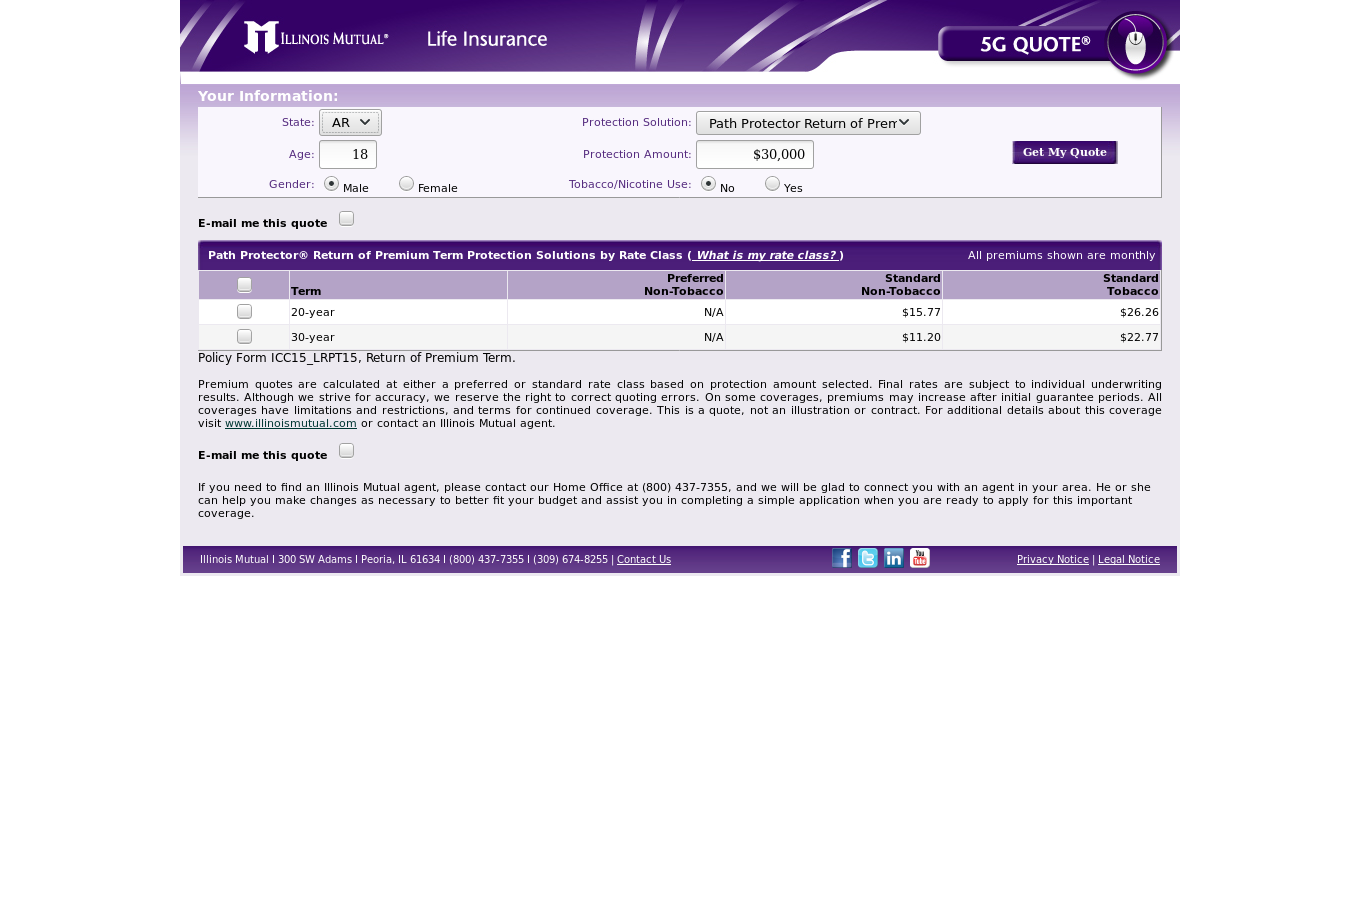 ILLINOIS MUTUAL®
Life Insurance
5G QUOTE®
Your Information:
State: AR Protection Solution: Path Protector Return of Prem
Age: 18 Protection Amount: $30,000 Get My Quote
Gender: Male Female Tobacco/Nicotine Use: No Yes
E-mail me this quote
Path Protector® Return of Premium Term Protection Solutions by Rate Class ( What is my rate class? ) All premiums shown are monthly
Term Preferred Non-Tobacco Standard Non-Tobacco Standard Tobacco
20-year N/A $15.77 $26.26
30-year N/A $11.20 $22.77
Policy Form ICC15_LRPT15, Return of Premium Term.
Premium quotes are calculated at either a preferred or standard rate class based on protection amount selected. Final rates are subject to individual underwriting
results. Although we strive for accuracy, we reserve the right to correct quoting errors. On some coverages, premiums may increase after initial guarantee periods. All
coverages have limitations and restrictions, and terms for continued coverage. This is a quote, not an illustration or contract. For additional details about this coverage
visit www.illinoismutual.com or contact an Illinois Mutual agent.
E-mail me this quote
If you need to find an Illinois Mutual agent, please contact our Home Office at (800) 437-7355, and we will be glad to connect you with an agent in your area. He or she
can help you make changes as necessary to better fit your budget and assist you in completing a simple application when you are ready to apply for this important
coverage.
Illinois Mutual I 300 SW Adams I Peoria, IL 61634 I (800) 437-7355 I (309) 674-8255 | Contact Us
f t in You Tube
Privacy Notice | Legal Notice